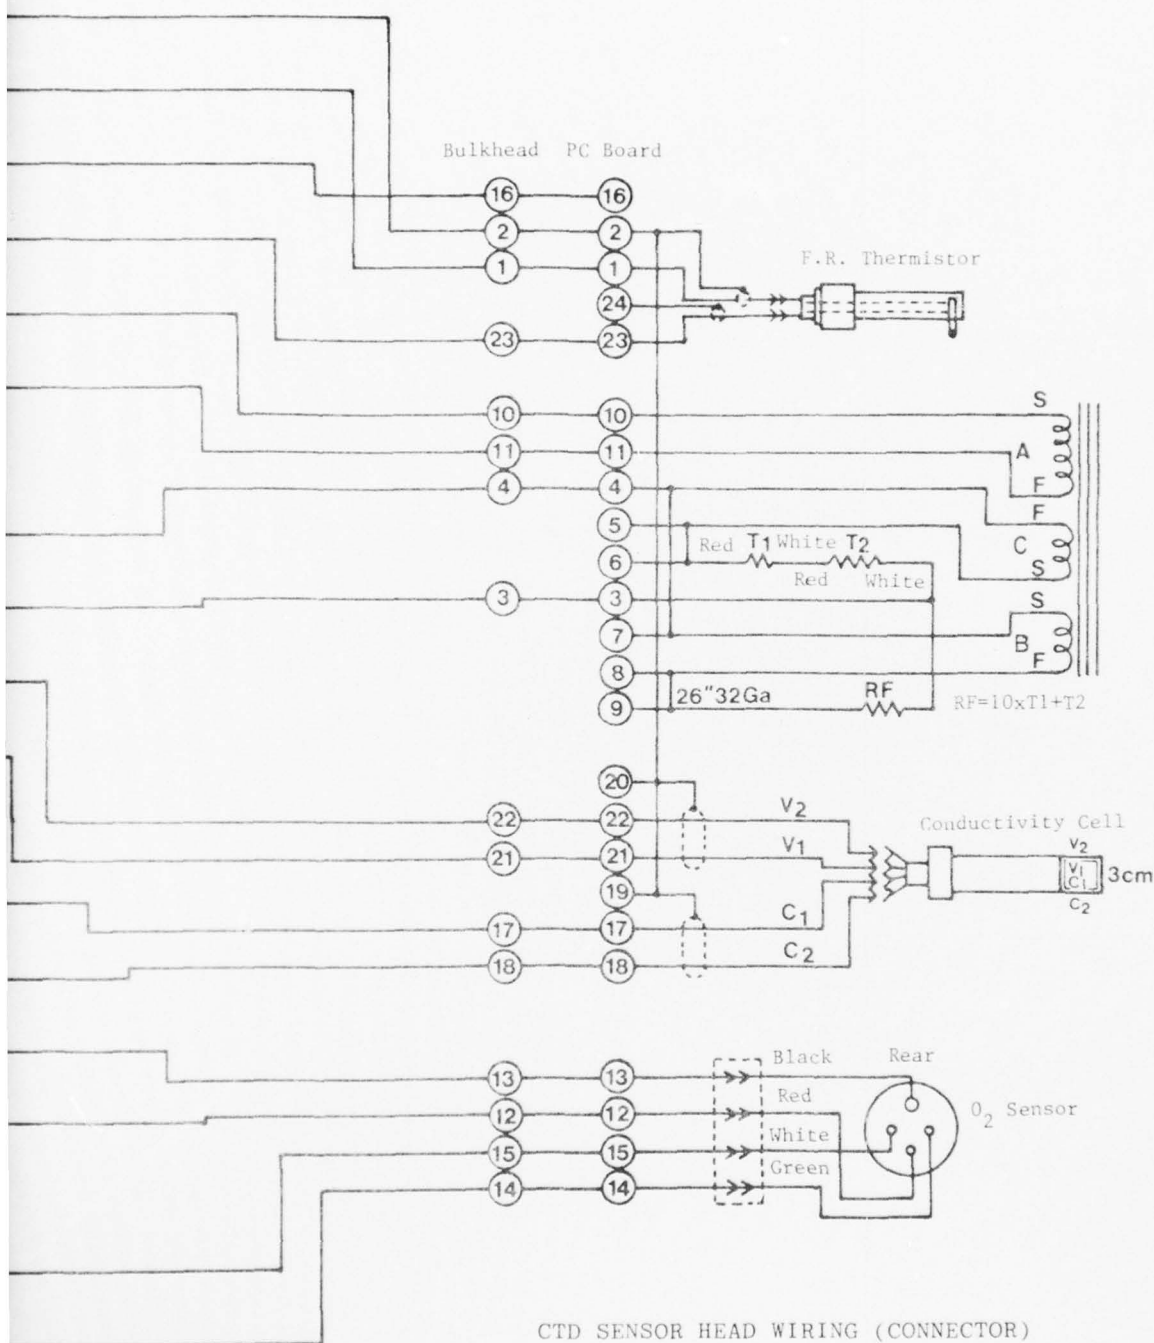 Bulkhead PC Board
16 16
2 2
F.R. Thermistor
1 1
24
23 23
S
10 10
11 11 A
4 4 F
F
5
C
Red T1 White T2
6
S
Red White
3 3
S
7 B
8 F
26"32Ga RF RF=10xT1+T2
9
20
V2
22 22
Conductivity Cell
V1 V2
21 21
V1
3cm
C1
19
C1 C2
17 17
C2
18 18
Black Rear
13 13
Red
O2 Sensor
12 12
White
15 15
Green
14 14
CTD SENSOR HEAD WIRING (CONNECTOR)